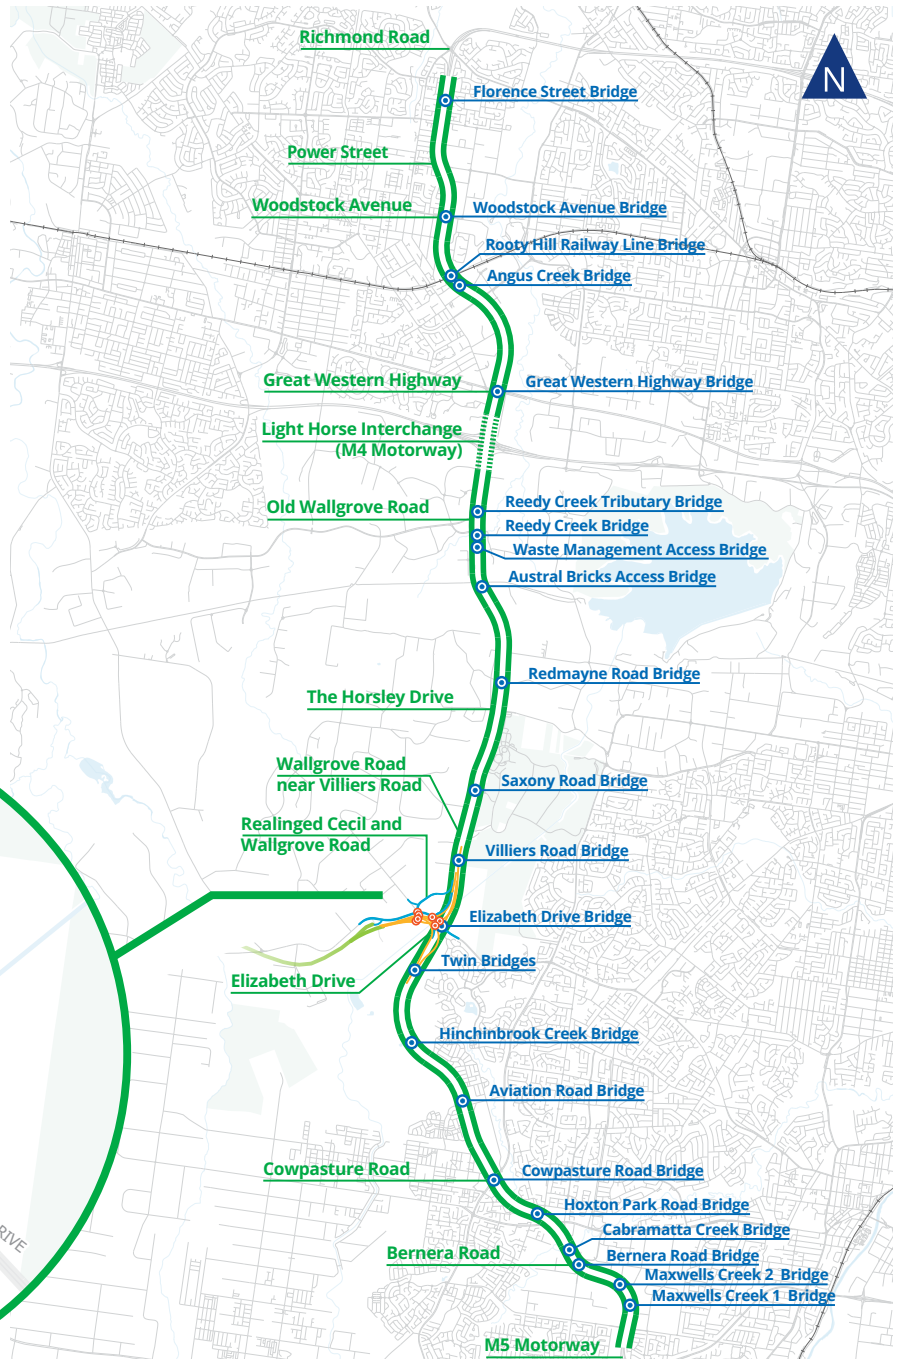 Richmond Road
N
Florence Street Bridge
Power Street
Woodstock Avenue
Woodstock Avenue Bridge
Rooty Hill Railway Line Bridge
Angus Creek Bridge
Great Western Highway
Great Western Highway Bridge
Light Horse Interchange
(M4 Motorway)
Old Wallgrove Road
Reedy Creek Tributary Bridge
Reedy Creek Bridge
Waste Management Access Bridge
Austral Bricks Access Bridge
Redmayne Road Bridge
The Horsley Drive
Wallgrove Road
near Villiers Road
Saxony Road Bridge
Realinged Cecil and
Wallgrove Road
Villiers Road Bridge
Elizabeth Drive Bridge
Twin Bridges
Elizabeth Drive
Hinchinbrook Creek Bridge
Aviation Road Bridge
Cowpasture Road
Cowpasture Road Bridge
Hoxton Park Road Bridge
Cabramatta Creek Bridge
Bernera Road
Bernera Road Bridge
Maxwells Creek 2 Bridge
Maxwells Creek 1 Bridge
M5 Motorway
RIVE